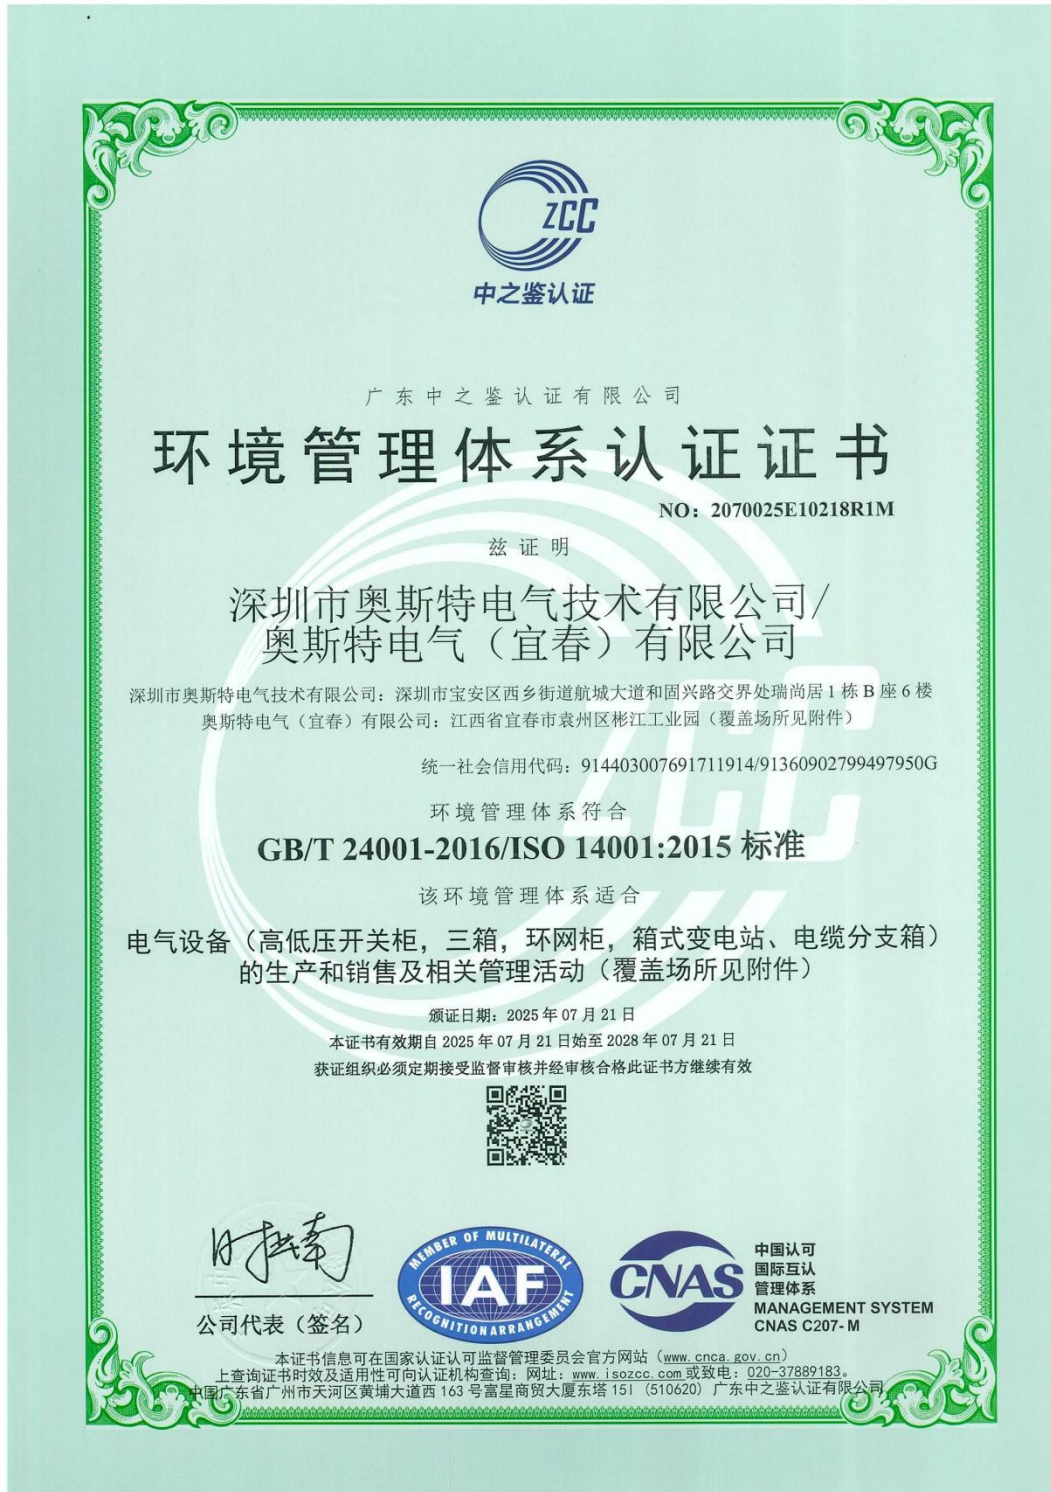 ZCC
中之鉴认证
广东中之鉴认证有限公司
环境管理体系认证证书
NO：2070025E10218R1M
兹证明
深圳市奥斯特电气技术有限公司/
奥斯特电气（宜春）有限公司
深圳市奥斯特电气技术有限公司：深圳市宝安区西乡街道航城大道和固兴路交界处瑞尚居1栋B座6楼
奥斯特电气（宜春）有限公司：江西省宜春市袁州区彬江工业园（覆盖场所见附件）
统一社会信用代码：914403007691711914/91360902799497950G
环境管理体系符合
GB/T 24001-2016/ISO 14001:2015 标准
该环境管理体系适合
电气设备（高低压开关柜，三箱，环网柜，箱式变电站、电缆分支箱）
的生产和销售及相关管理活动（覆盖场所见附件）
颁证日期：2025年07月21日
本证书有效期自2025年07月21日始至2028年07月21日
获证组织必须定期接受监督审核并经审核合格此证书方继续有效
公司代表（签名）
MEMBER OF MULTILATERAL
IAF
RECOGNITION ARRANGEMENT
CNAS
中国认可
国际互认
管理体系
MANAGEMENT SYSTEM
CNAS C207-M
本证书信息可在国家认证认可监督管理委员会官方网站（www.cnca.gov.cn）
上查询证书时效及适用性可向认证机构查询：网址：www.isozcc.com或致电：020-37889183。
中国广东省广州市天河区黄埔大道西163号富星商贸大厦东塔15I（510620）广东中之鉴认证有限公司